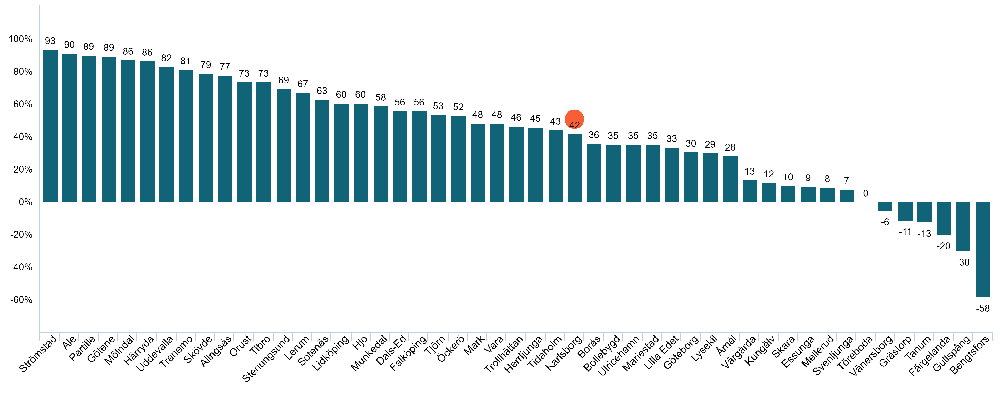 100%
80%
60%
40%
20%
0%
-20%
-40%
-60%
93 90 89 89 86 86 82 81 79 77 73 73 69 67 63 60 60 58 56 56 53 52 48 48 46 45 43 42 36 35 35 35 33 30 29 28 13 12 10 9 8 7 0 -6 -11 -13 -20 -30 -58
Strömstad
Ale
Partille
Götene
Mölndal
Härryda
Uddevalla
Tranemo
Skövde
Alingsås
Orust
Tibro
Stenungsund
Lerum
Sotenäs
Lidköping
Hjo
Munkedal
Dals-Ed
Falköping
Tjörn
Öckerö
Mark
Vara
Trollhättan
Herrljunga
Tidaholm
Karlsborg
Borås
Bollebygd
Ulricehamn
Mariestad
Lilla Edet
Göteborg
Lysekil
Åmål
Vårgårda
Kungälv
Skara
Essunga
Mellerud
Svenljunga
Töreboda
Vänersborg
Grästorp
Tanum
Färgelanda
Gullspång
Bengtsfors